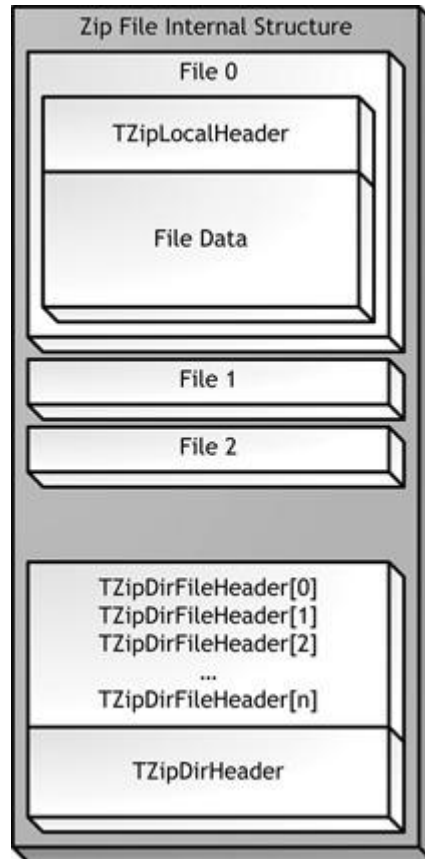 Zip File Internal Structure
File 0
TZipLocalHeader
File Data
File 1
File 2
TZipDirFileHeader[0]
TZipDirFileHeader[1]
TZipDirFileHeader[2]
...
TZipDirFileHeader[n]
TZipDirHeader